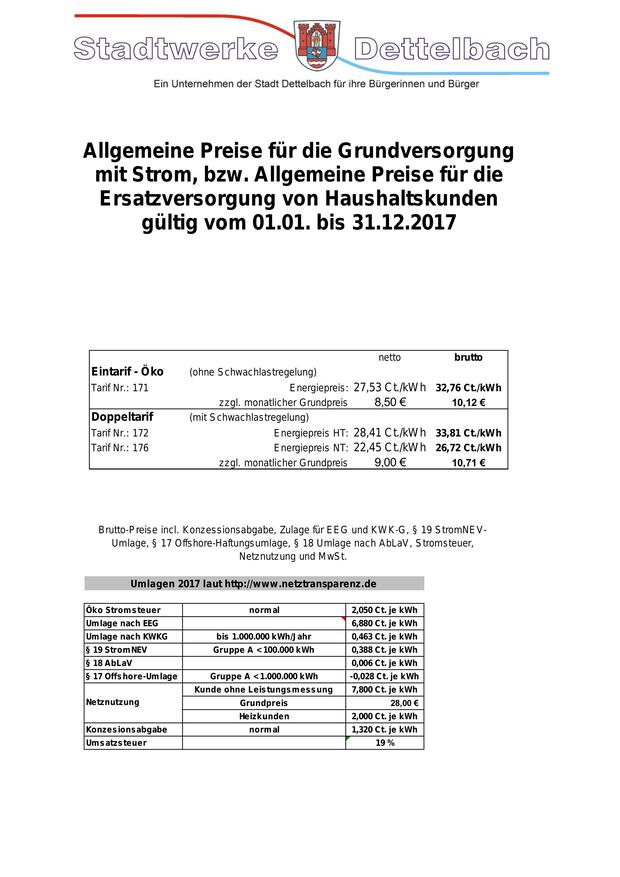 Stadtwerke Dettelbach
Ein Unternehmen der Stadt Dettelbach für ihre Bürgerinnen und Bürger
Allgemeine Preise für die Grundversorgung
mit Strom, bzw. Allgemeine Preise für die
Ersatzversorgung von Haushaltskunden
gültig vom 01.01. bis 31.12.2017
netto brutto
Eintarif - Öko (ohne Schwachlastregelung)
Tarif Nr.: 171 Energiepreis: 27,53 Ct./kWh 32,76 Ct./kWh
zzgl. monatlicher Grundpreis 8,50 € 10,12 €
Doppeltarif (mit Schwachlastregelung)
Tarif Nr.: 172 Energiepreis HT: 28,41 Ct./kWh 33,81 Ct./kWh
Tarif Nr.: 176 Energiepreis NT: 22,45 Ct./kWh 26,72 Ct./kWh
zzgl. monatlicher Grundpreis 9,00 € 10,71 €
Brutto-Preise incl. Konzessionsabgabe, Zulage für EEG und KWK-G, § 19 StromNEV-
Umlage, § 17 Offshore-Haftungsumlage, § 18 Umlage nach AbLaV, Stromsteuer,
Netznutzung und MwSt.
Umlagen 2017 laut http://www.netztransparenz.de
Öko Stromsteuer normal 2,050 Ct. je kWh
Umlage nach EEG 6,880 Ct. je kWh
Umlage nach KWKG bis 1.000.000 kWh/Jahr 0,463 Ct. je kWh
§ 19 StromNEV Gruppe A < 100.000 kWh 0,388 Ct. je kWh
§ 18 AbLaV 0,006 Ct. je kWh
§ 17 Offshore-Umlage Gruppe A < 1.000.000 kWh -0,028 Ct. je kWh
Netznutzung Kunde ohne Leistungsmessung 7,800 Ct. je kWh
Grundpreis 28,00 €
Heizkunden 2,000 Ct. je kWh
Konzesionsabgabe normal 1,320 Ct. je kWh
Umsatzsteuer 19 %